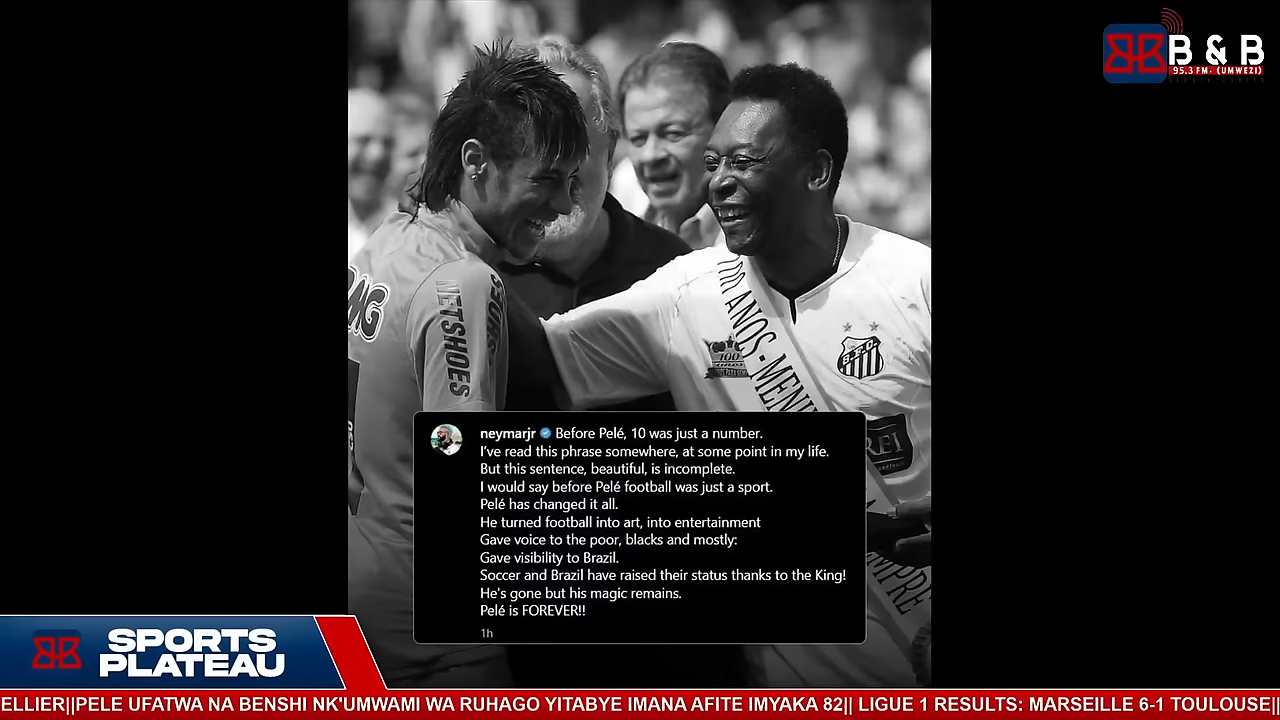 B & B
95.3 FM- (UMWEZI)
NETSHOES
SHOES
100 ANOS - MENI
100
anos
S.F.C.
neymarjr Before Pelé, 10 was just a number.
I've read this phrase somewhere, at some point in my life.
But this sentence, beautiful, is incomplete.
I would say before Pelé football was just a sport.
Pelé has changed it all.
He turned football into art, into entertainment
Gave voice to the poor, blacks and mostly:
Gave visibility to Brazil.
Soccer and Brazil have raised their status thanks to the King!
He's gone but his magic remains.
Pelé is FOREVER!!
1h
SPORTS
PLATEAU
ELLIER||PELE UFATWA NA BENSHI NK'UMWAMI WA RUHAGO YITABYE IMANA AFITE IMYAKA 82|| LIGUE 1 RESULTS: MARSEILLE 6-1 TOULOUSE||